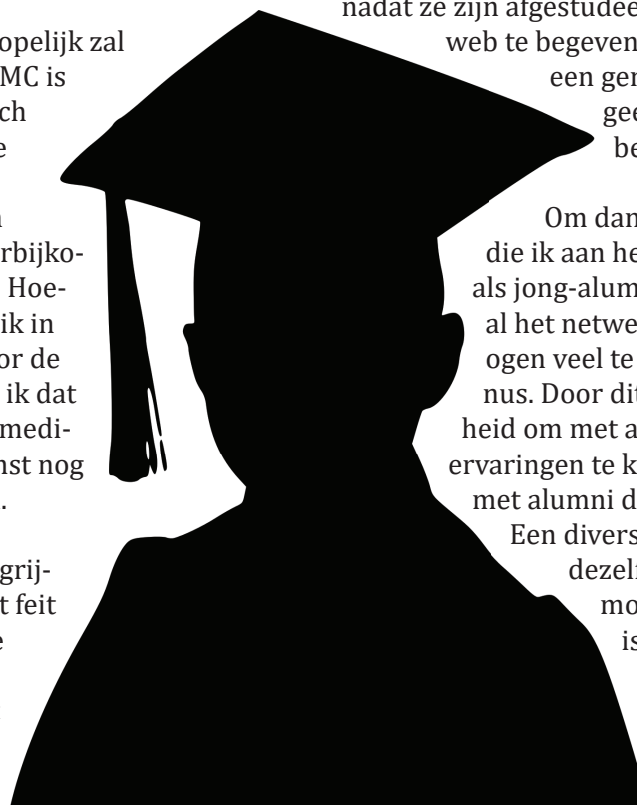 opelijk zal
MC is
ch
e
rbijko-
Hoe-
ik in
or de
ik dat
medi-
nst nog
.
grij-
t feit
e
nadat ze zijn afgestudee
web te begeven
een ger
gee
be
Om dan
die ik aan he
als jong-alum
al het netwe
ogen veel te
nus. Door dit
heid om met a
ervaringen te k
met alumni d
Een divers
dezelf
mo
is